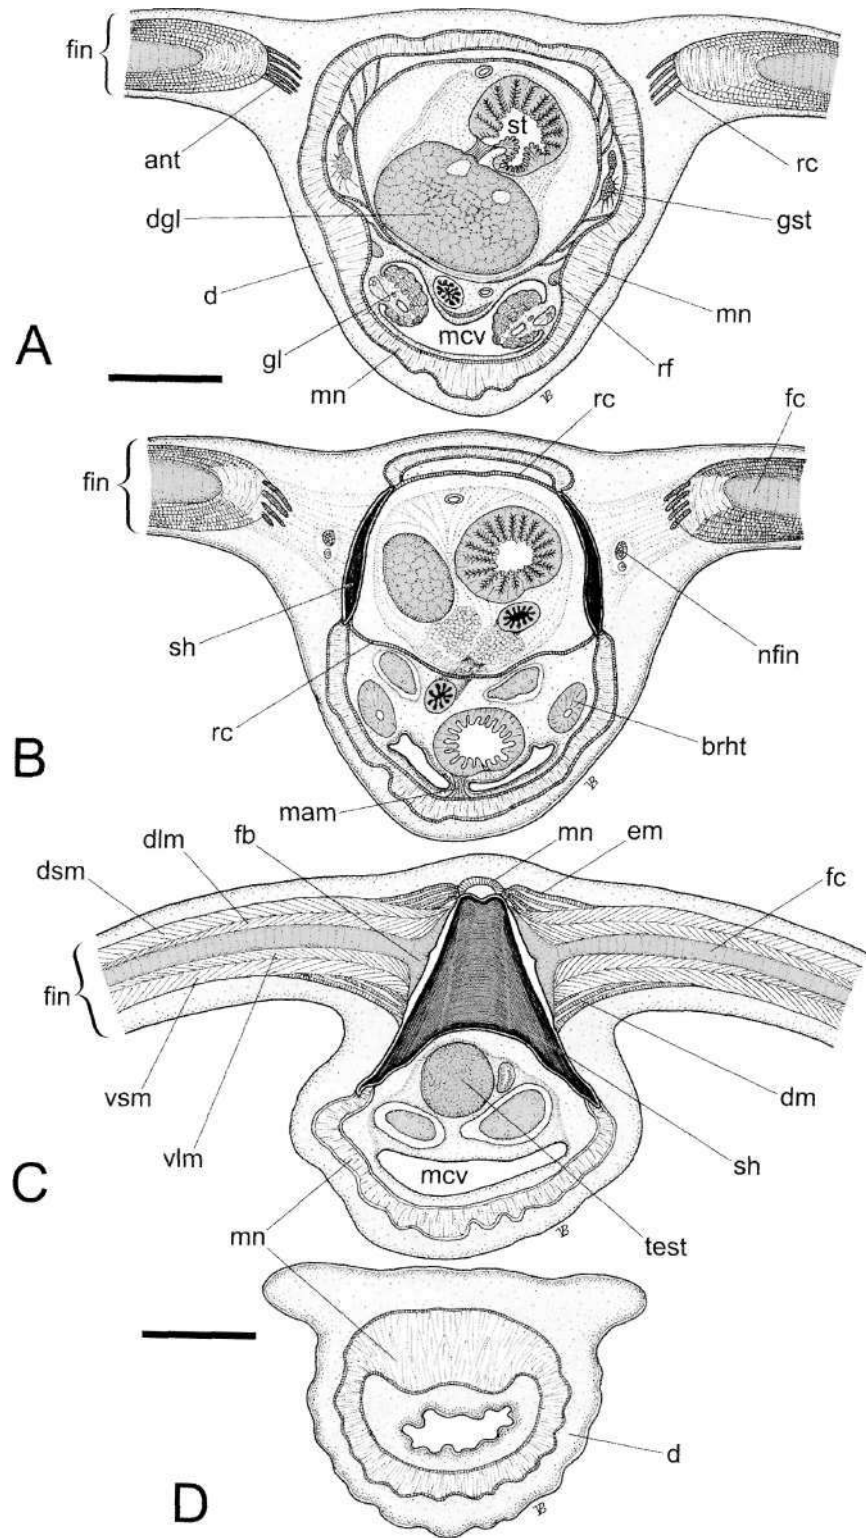 fin
ant
st
rc
dgl
gst
d
mn
A
mcv
gl
rf
mn
rc
fc
fin
sh
nfin
rc
B
brht
mam
fb
mn
em
dlm
dsm
fc
fin
vsm
dm
vlm
sh
C
mcv
mn
test
d
D